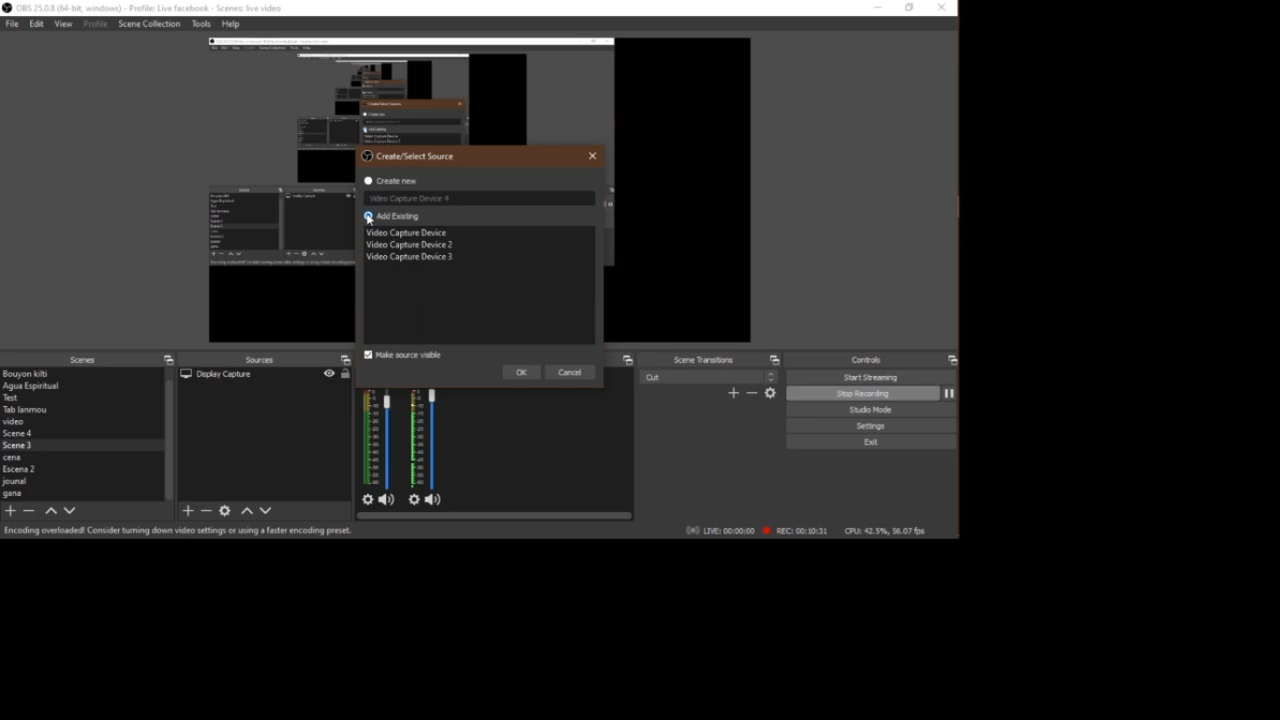 OBS 25.0.8 (64-bit, windows) - Profile: Live facebook - Scenes: live video
File Edit View Profile Scene Collection Tools Help
Create/Select Source
Create new
Video Capture Device 4
Add Existing
Video Capture Device
Video Capture Device 2
Video Capture Device 3
Make source visible
OK Cancel
Scenes
Bouyon kilti
Agua Espiritual
Test
Tab lanmou
video
Scene 4
Scene 3
cena
Escena 2
jounal
gana
Sources
Display Capture
Scene Transitions
Cut
Controls
Start Streaming
Stop Recording
Studio Mode
Settings
Exit
Encoding overloaded! Consider turning down video settings or using a faster encoding preset.
LIVE: 00:00:00 REC: 00:10:31 CPU: 42.5%, 56.07 fps